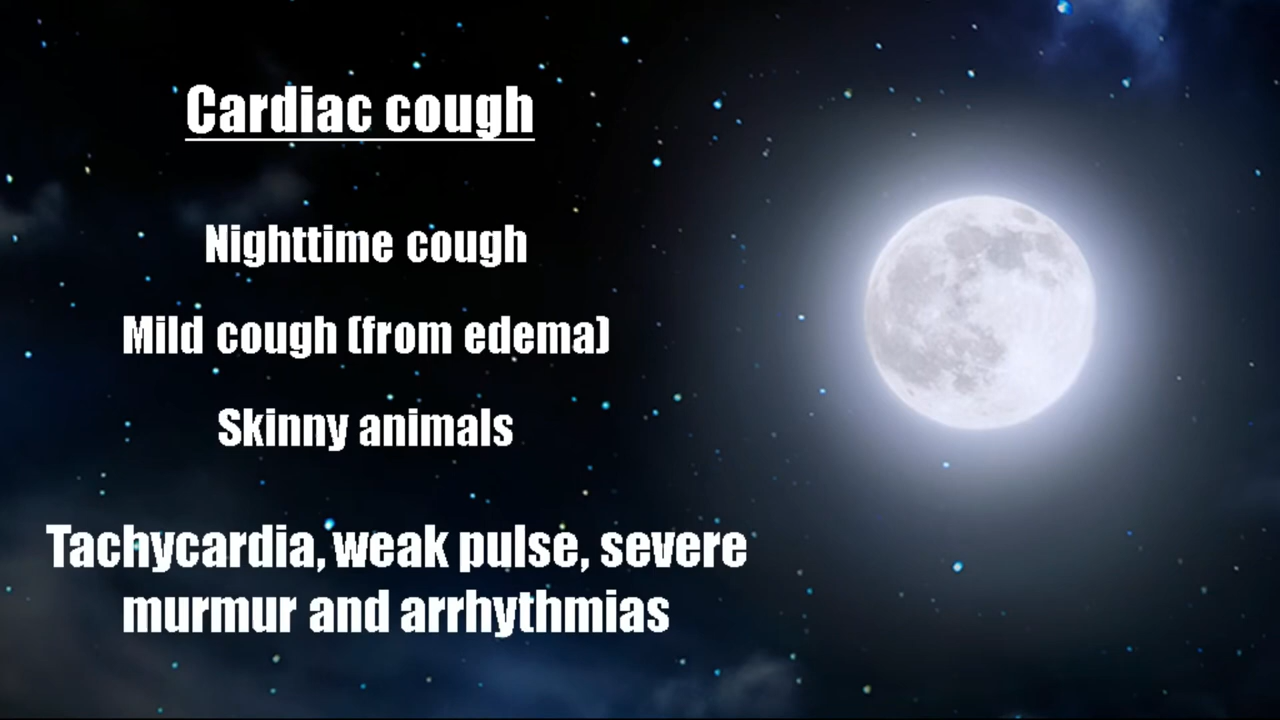 Cardiac cough
Nighttime cough
Mild cough (from edema)
Skinny animals
Tachycardia, weak pulse, severe
murmur and arrhythmias